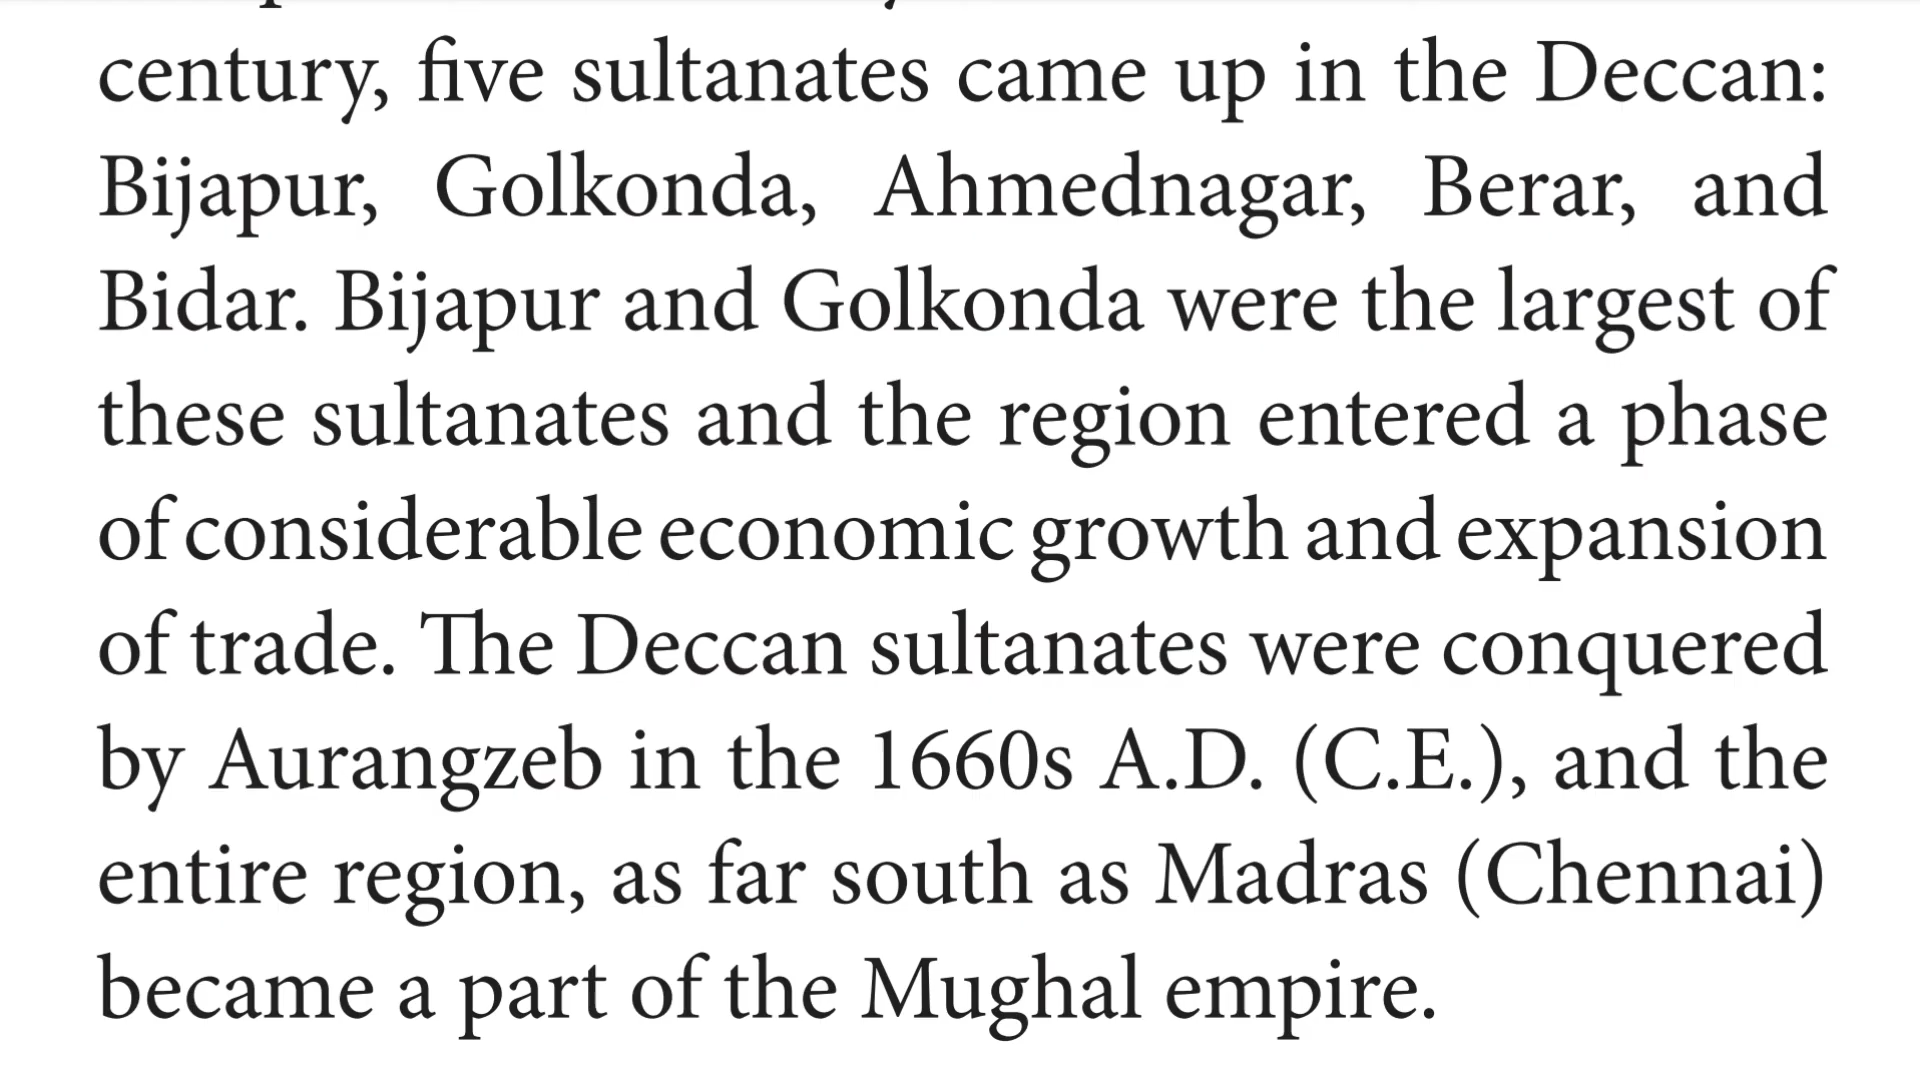 century, five sultanates came up in the Deccan:
Bijapur, Golkonda, Ahmednagar, Berar, and
Bidar. Bijapur and Golkonda were the largest of
these sultanates and the region entered a phase
of considerable economic growth and expansion
of trade. The Deccan sultanates were conquered
by Aurangzeb in the 1660s A.D. (C.E.), and the
entire region, as far south as Madras (Chennai)
became a part of the Mughal empire.